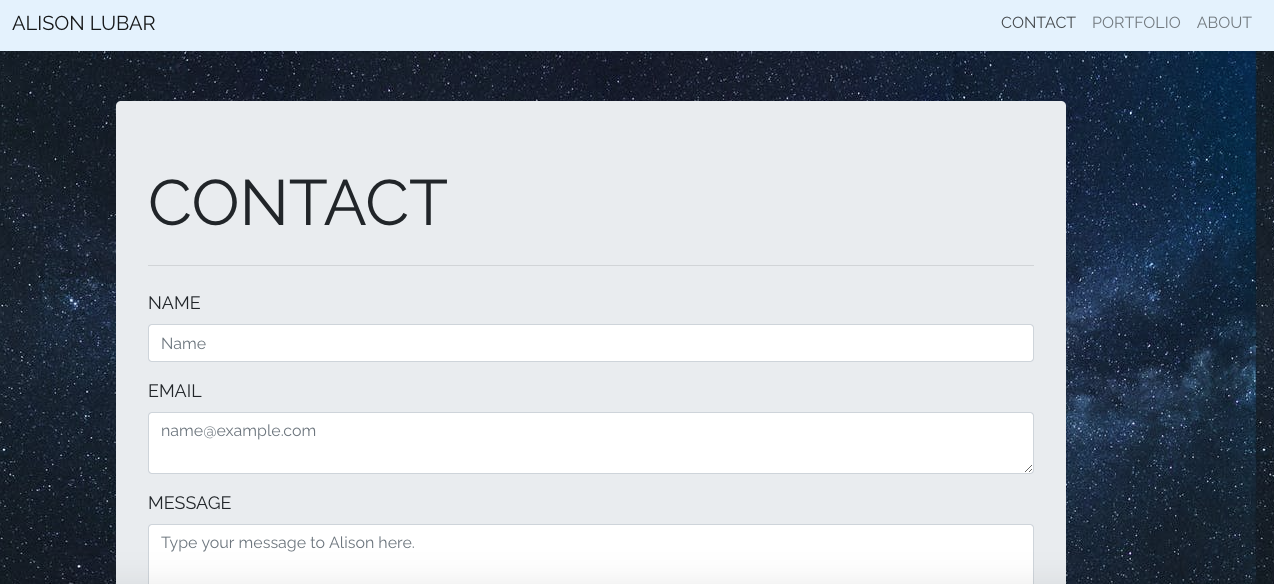 ALISON LUBAR
CONTACT PORTFOLIO ABOUT
CONTACT
NAME
Name
EMAIL
name@example.com
MESSAGE
Type your message to Alison here.